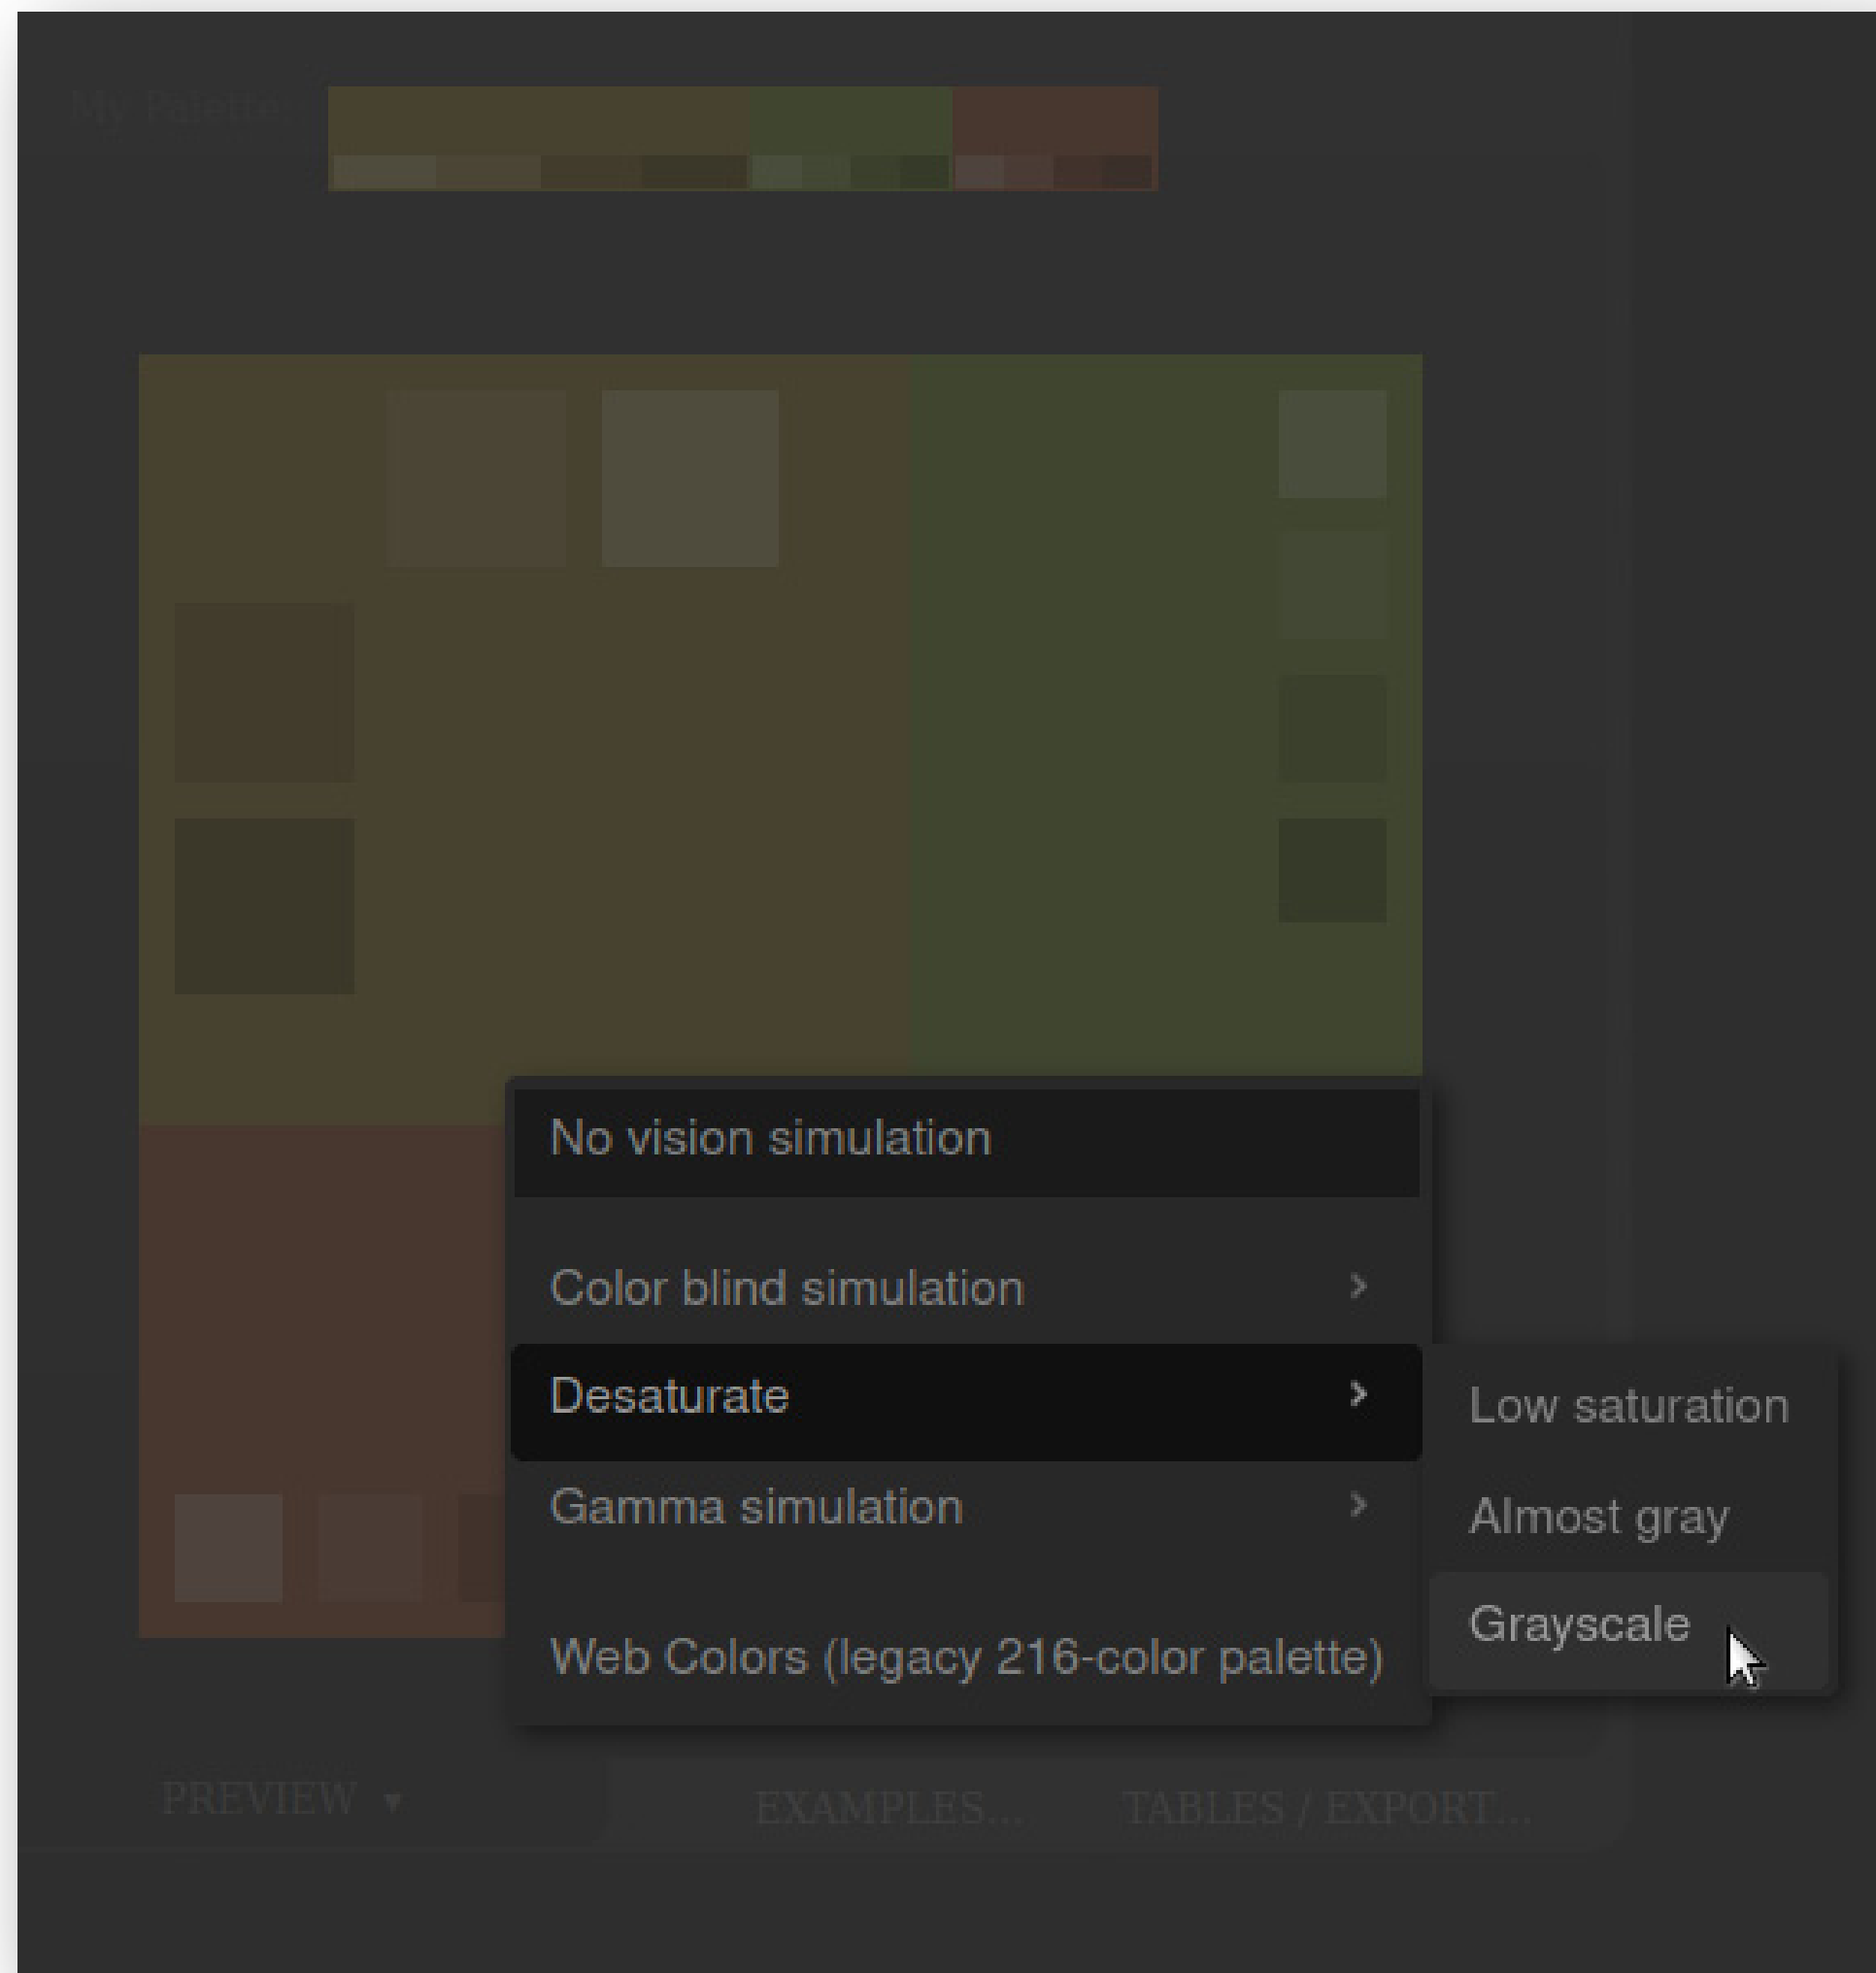 My Palette:
No vision simulation
Color blind simulation
Desaturate
Low saturation
Almost gray
Gamma simulation
Grayscale
Web Colors (legacy 216-color palette)
PREVIEW ▼
EXAMPLES...
TABLES / EXPORT...